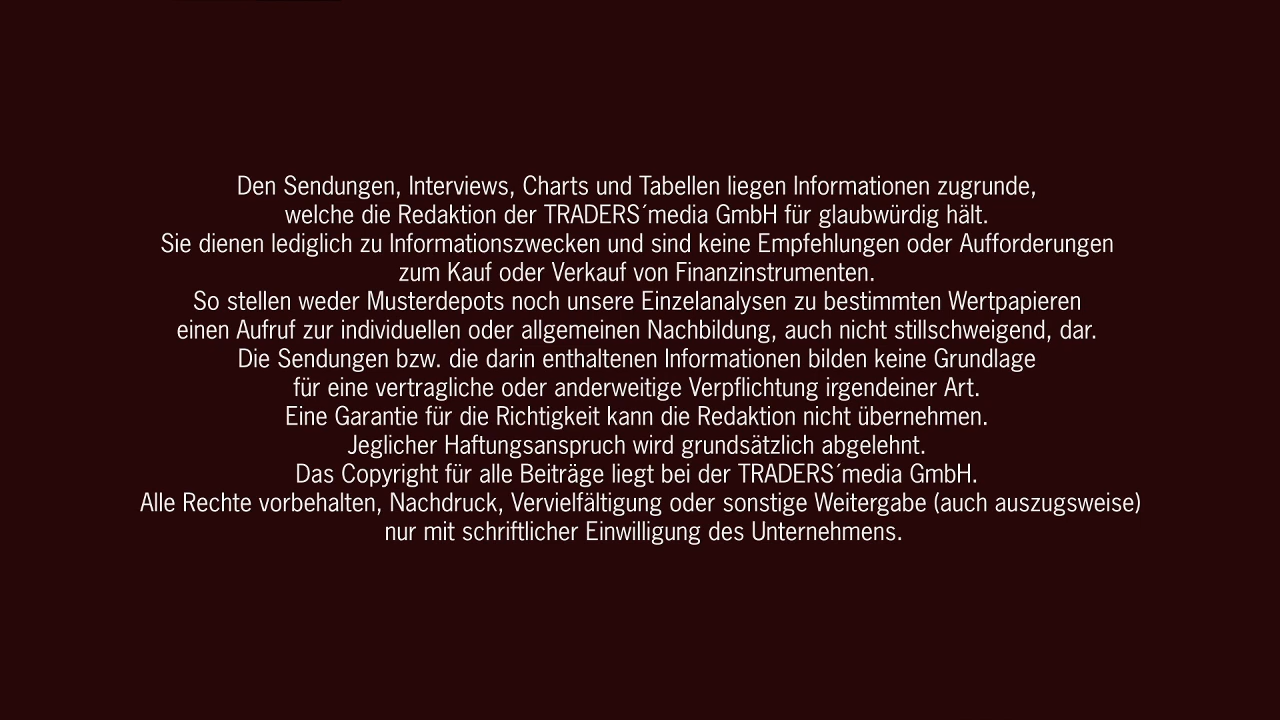 Den Sendungen, Interviews, Charts und Tabellen liegen Informationen zugrunde,
welche die Redaktion der TRADERS´media GmbH für glaubwürdig hält.
Sie dienen lediglich zu Informationszwecken und sind keine Empfehlungen oder Aufforderungen
zum Kauf oder Verkauf von Finanzinstrumenten.
So stellen weder Musterdepots noch unsere Einzelanalysen zu bestimmten Wertpapieren
einen Aufruf zur individuellen oder allgemeinen Nachbildung, auch nicht stillschweigend, dar.
Die Sendungen bzw. die darin enthaltenen Informationen bilden keine Grundlage
für eine vertragliche oder anderweitige Verpflichtung irgendeiner Art.
Eine Garantie für die Richtigkeit kann die Redaktion nicht übernehmen.
Jeglicher Haftungsanspruch wird grundsätzlich abgelehnt.
Das Copyright für alle Beiträge liegt bei der TRADERS´media GmbH.
Alle Rechte vorbehalten, Nachdruck, Vervielfältigung oder sonstige Weitergabe (auch auszugsweise)
nur mit schriftlicher Einwilligung des Unternehmens.